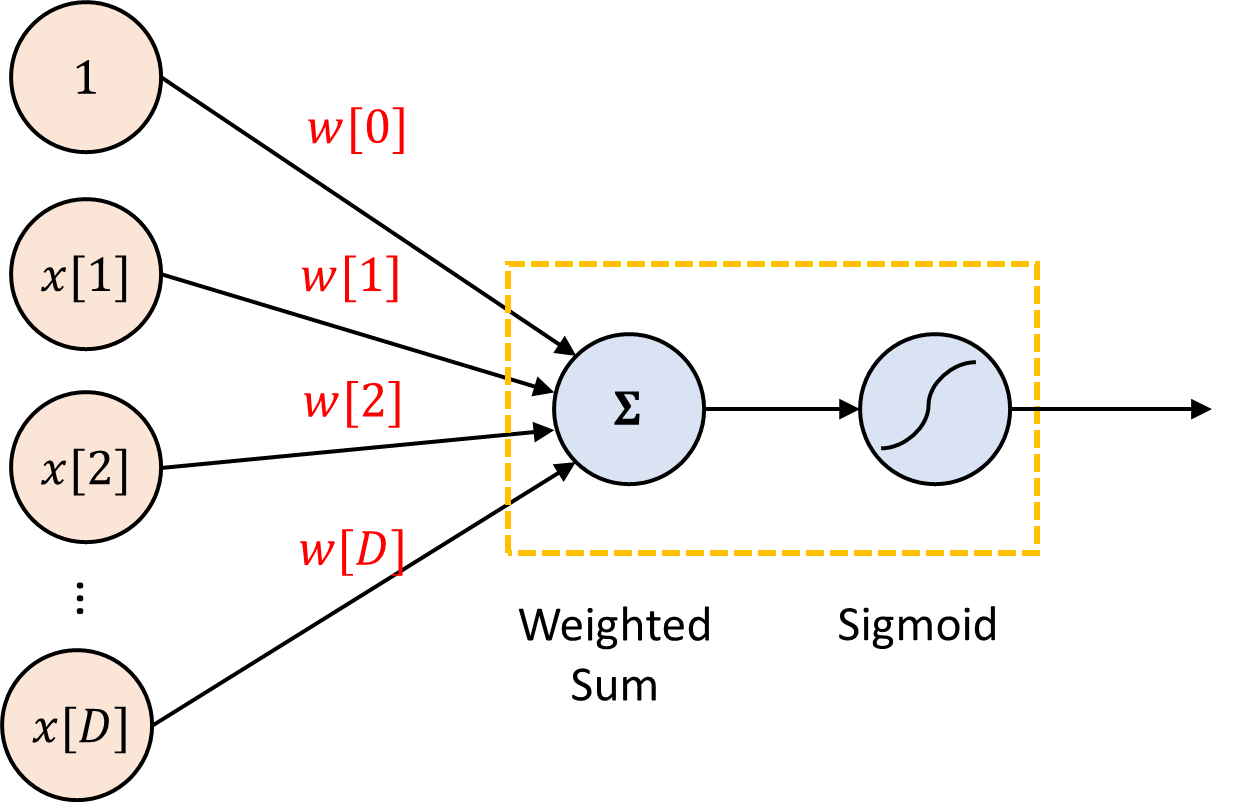 1
w[0]
x[1]
w[1]
x[2]
w[2]
Σ
w[D]
⋮
x[D]
Weighted
Sum
Sigmoid